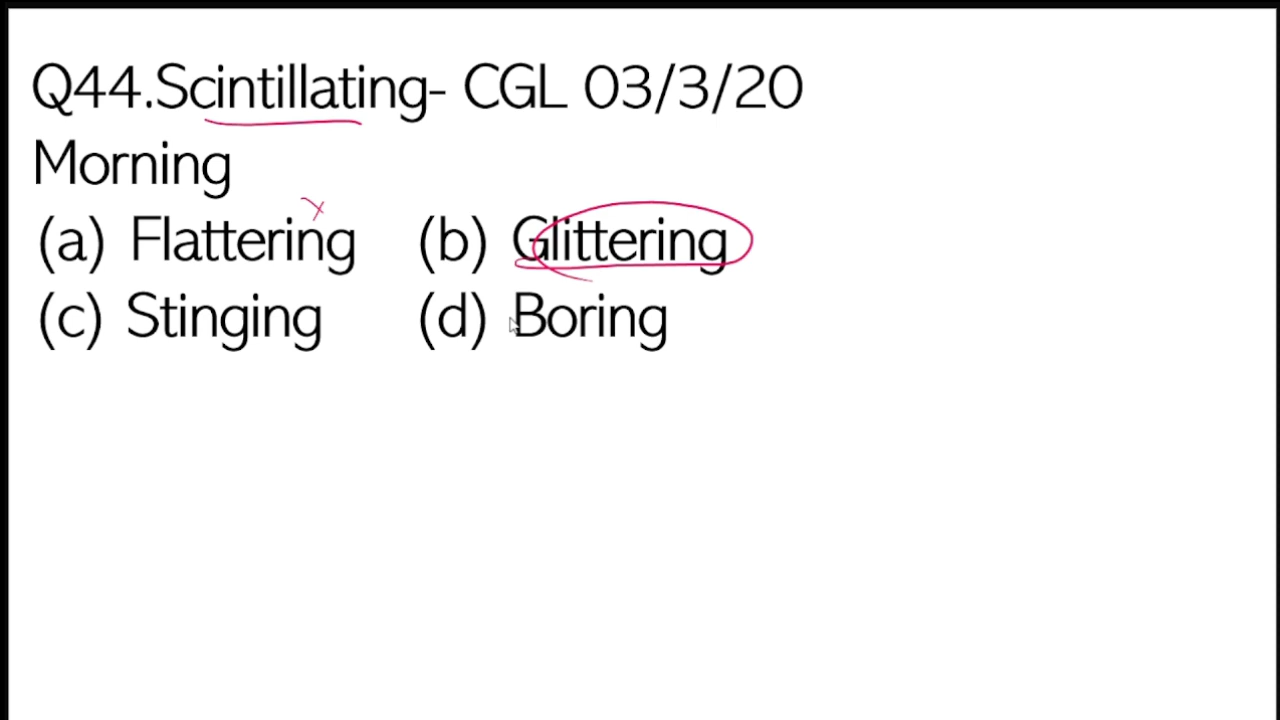 Q44.Scintillating- CGL 03/3/20
Morning
(a) Flattering (b) Glittering
(c) Stinging (d) Boring